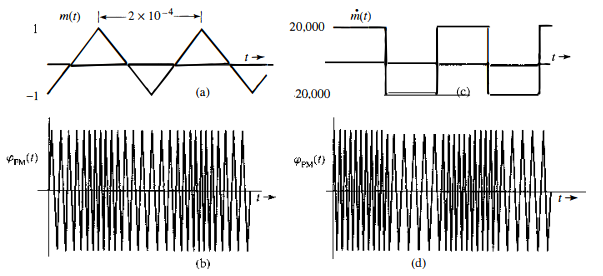 m(t)
2 × 10⁻⁴
1
t
−1
(a)
φFM(t)
t
(b)
ṁ(t)
20,000
t
20,000
(c)
φPM(t)
t
(d)